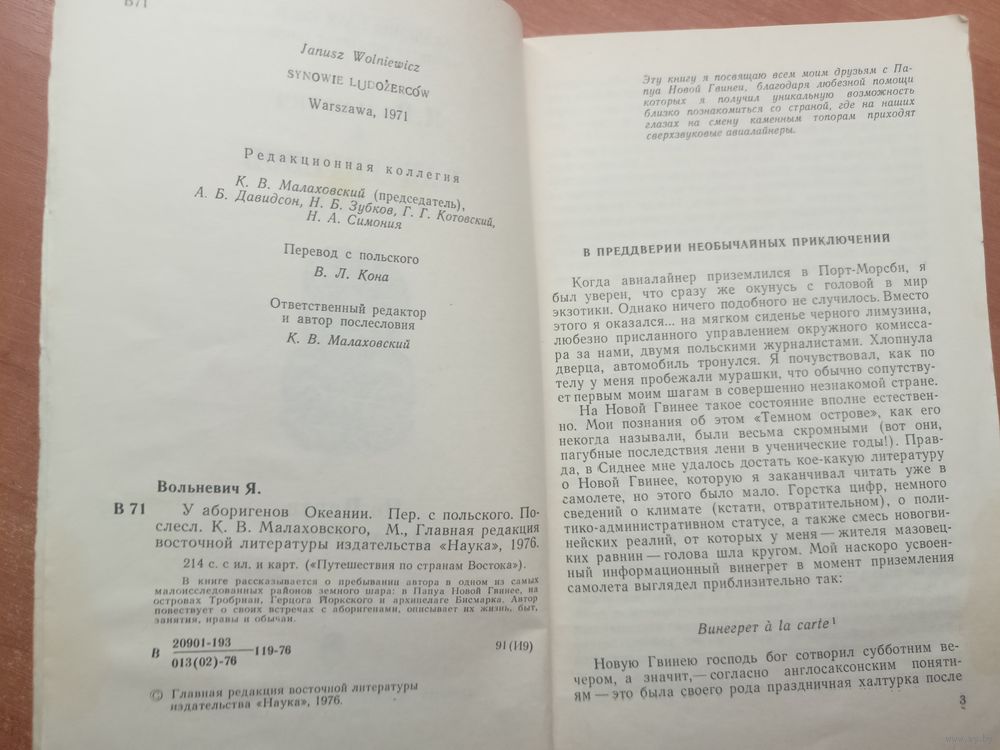 В71
Janusz Wolniewicz
SYNOWIE LUDOŻERCÓW
Warszawa, 1971
Редакционная коллегия
К. В. Малаховский (председатель),
А. Б. Давидсон, Н. Б. Зубков, Г. Г. Котовский,
Н. А. Симония
Перевод с польского
В. Л. Кона
Ответственный редактор
и автор послесловия
К. В. Малаховский
Вольневич Я.
В 71 У аборигенов Океании. Пер. с польского. По-
слесл. К. В. Малаховского, М., Главная редакция
восточной литературы издательства «Наука», 1976.
214 с. с ил. и карт. («Путешествия по странам Востока»).
В книге рассказывается о пребывании автора в одном из самых
малоисследованных районов земного шара: в Папуа Новой Гвинее, на
островах Тробриан, Герцога Йоркского и архипелаге Бисмарка. Автор
повествует о своих встречах с аборигенами, описывает их жизнь, быт,
занятия, нравы и обычаи.
В 20901-193
013(02)-76 119-76 91(И9)
© Главная редакция восточной литературы
издательства «Наука», 1976.
Эту книгу я посвящаю всем моим друзьям с Па-
пуа Новой Гвинеи, благодаря любезной помощи
которых я получил уникальную возможность
близко познакомиться со страной, где на наших
глазах на смену каменным топорам приходят
сверхзвуковые авиалайнеры.
В ПРЕДДВЕРИИ НЕОБЫЧАЙНЫХ ПРИКЛЮЧЕНИЙ
Когда авиалайнер приземлился в Порт-Морсби, я
был уверен, что сразу же окунусь с головой в мир
экзотики. Однако ничего подобного не случилось. Вместо
этого я оказался... на мягком сиденье черного лимузина,
любезно присланного управлением окружного комисса-
ра за нами, двумя польскими журналистами. Хлопнула
дверца, автомобиль тронулся. Я почувствовал, как по
телу у меня пробежали мурашки, что обычно сопутству-
ет первым моим шагам в совершенно незнакомой стране.
На Новой Гвинее такое состояние вполне естествен-
но. Мои познания об этом «Темном острове», как его
некогда называли, были весьма скромными (вот они,
пагубные последствия лени в ученические годы!). Прав-
да, в Сиднее мне удалось достать кое-какую литературу
о Новой Гвинее, которую я заканчивал читать уже в
самолете, но этого было мало. Горстка цифр, немного
сведений о климате (кстати, отвратительном), о поли-
тико-административном статусе, а также смесь новогви-
нейских реалий, от которых у меня — жителя мазовец-
ких равнин — голова шла кругом. Мой наскоро усвоен-
ный информационный винегрет в момент приземления
самолета выглядел приблизительно так:
Винегрет à la carte¹
Новую Гвинею господь бог сотворил субботним ве-
чером, а значит, — согласно англосаксонским поняти-
ям — это была своего рода праздничная халтурка после
3